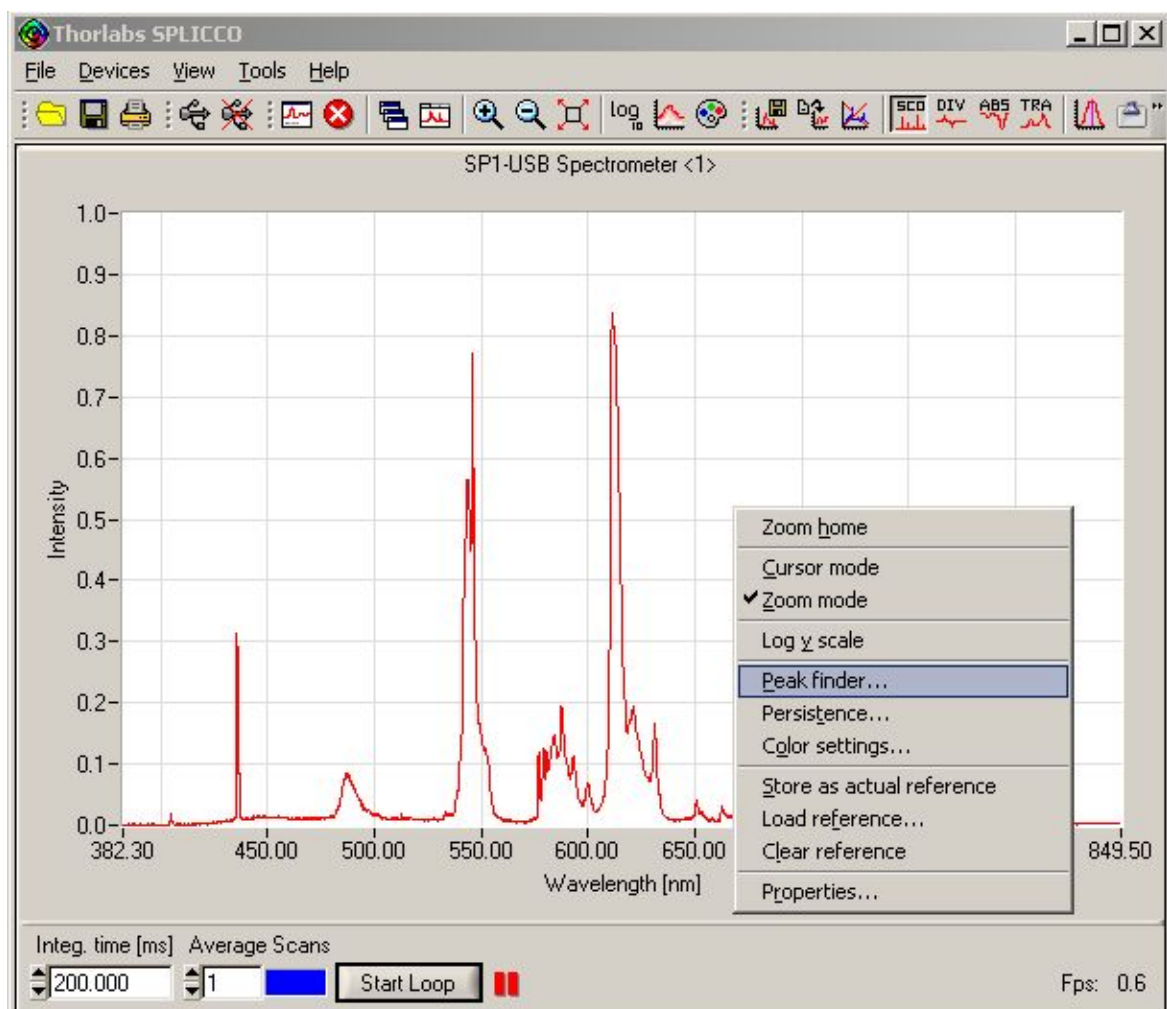 Thorlabs SPLICCO
File Devices View Tools Help
log 10 SCO DIV ABS TRA
SP1-USB Spectrometer <1>
1.0
0.9
0.8
0.7
0.6
0.5
0.4
0.3
0.2
0.1
0.0
Intensity
382.30 450.00 500.00 550.00 600.00 650.00 849.50
Wavelength [nm]
Zoom home
Cursor mode
Zoom mode
Log y scale
Peak finder...
Persistence...
Color settings...
Store as actual reference
Load reference...
Clear reference
Properties...
Integ. time [ms] Average Scans
200.000 1 Start Loop Fps: 0.6